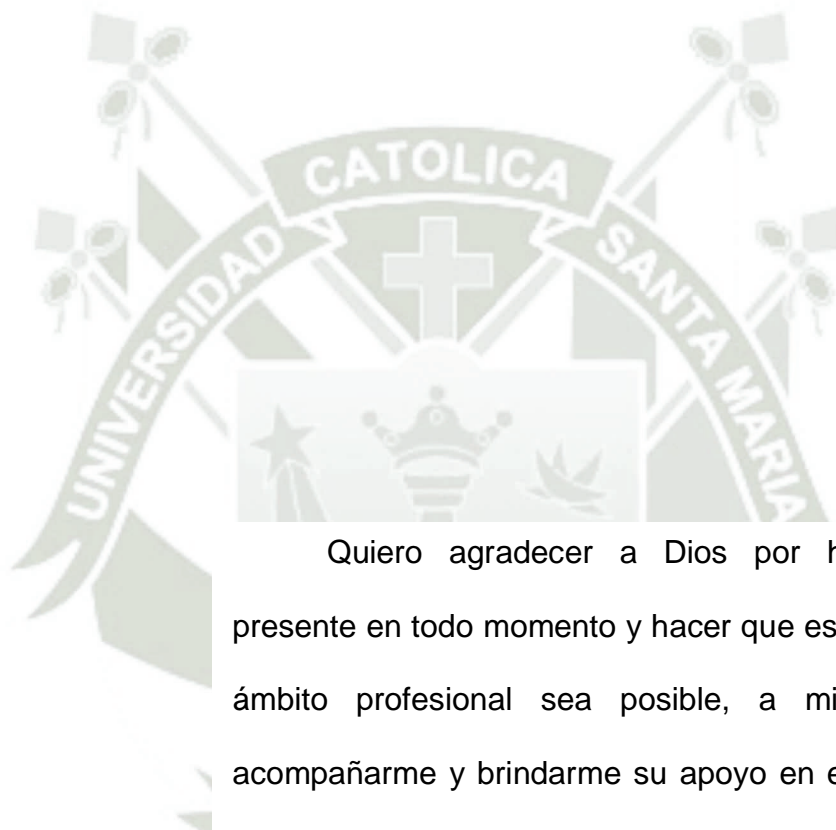 UNIVERSIDAD CATOLICA SANTA MARIA
Quiero agradecer a Dios por h
presente en todo momento y hacer que es
ámbito profesional sea posible, a mi
acompañarme y brindarme su apoyo en e